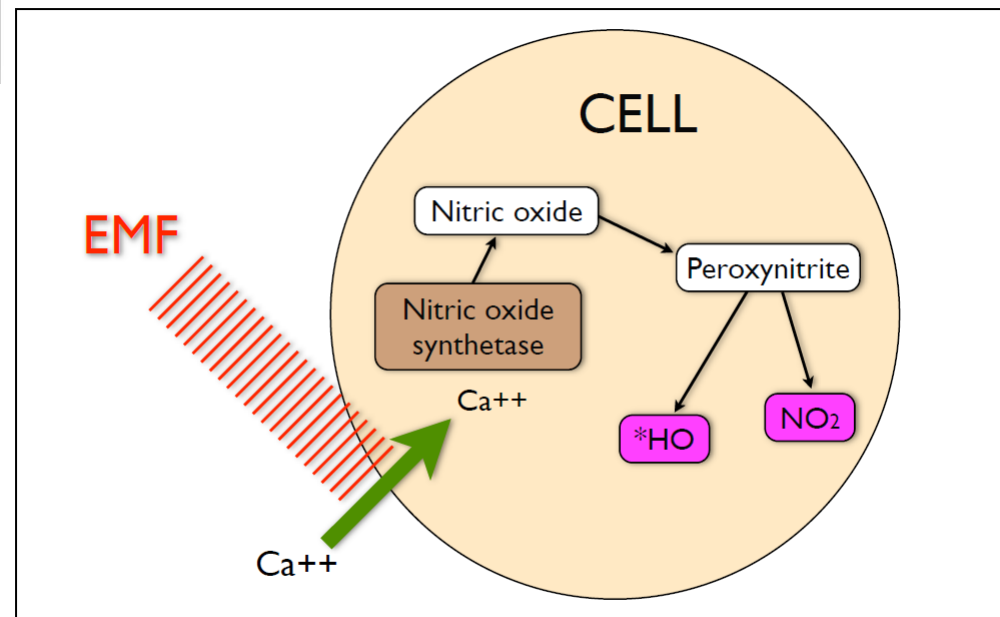 CELL
EMF
Nitric oxide
Peroxynitrite
Nitric oxide
synthetase
Ca++
*HO
NO₂
Ca++